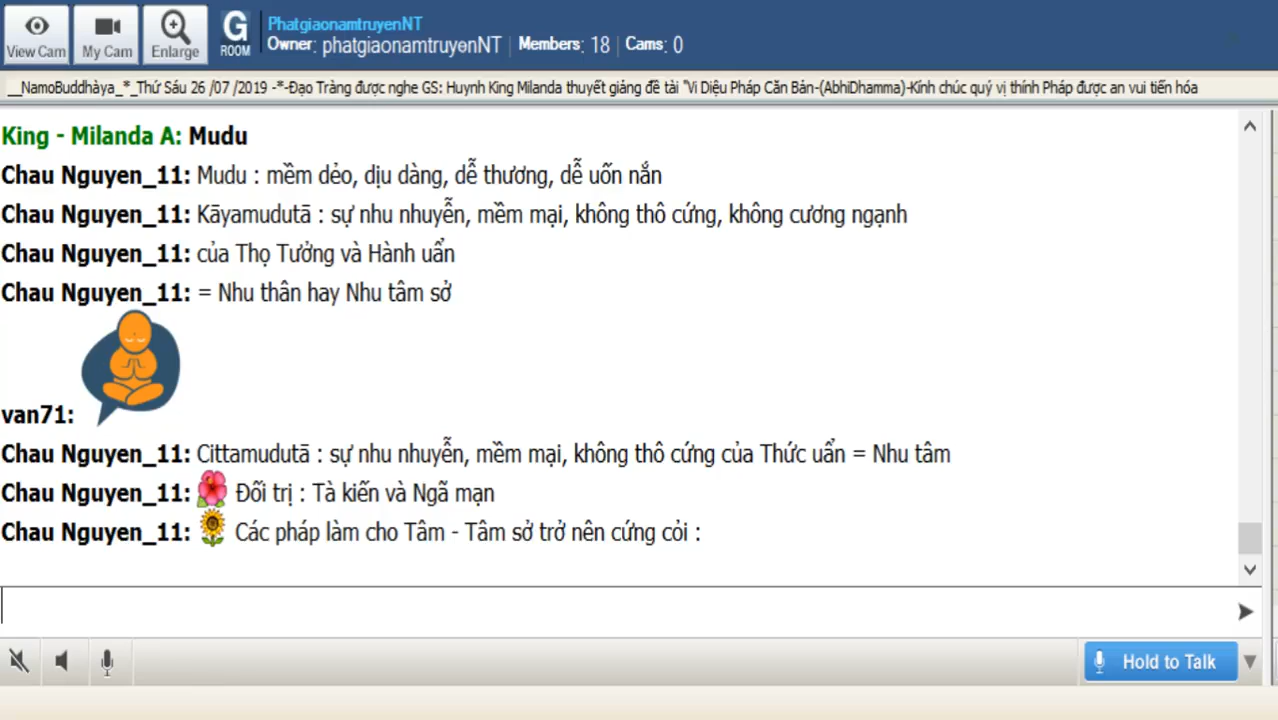 View Cam
My Cam
Enlarge
G
ROOM
PhatgiaonamtruyenNT
Owner: phatgiaonamtruyenNT | Members: 18 | Cams: 0
__NamoBuddhàya_*_Thứ Sáu 26 /07 /2019 -*-Đạo Tràng được nghe GS: Huynh King Milanda thuyết giảng đề tài "Vi Diệu Pháp Căn Bản-(AbhiDhamma)-Kính chúc quý vị thính Pháp được an vui tiến hóa
King - Milanda A: Mudu
Chau Nguyen_11: Mudu : mềm dẻo, dịu dàng, dễ thương, dễ uốn nắn
Chau Nguyen_11: Kāyamudutā : sự nhu nhuyễn, mềm mại, không thô cứng, không cương ngạnh
Chau Nguyen_11: của Thọ Tưởng và Hành uẩn
Chau Nguyen_11: = Nhu thân hay Nhu tâm sở
van71:
Chau Nguyen_11: Cittamudutā : sự nhu nhuyễn, mềm mại, không thô cứng của Thức uẩn = Nhu tâm
Chau Nguyen_11: Đối trị : Tà kiến và Ngã mạn
Chau Nguyen_11: Các pháp làm cho Tâm - Tâm sở trở nên cứng cỏi :
Hold to Talk